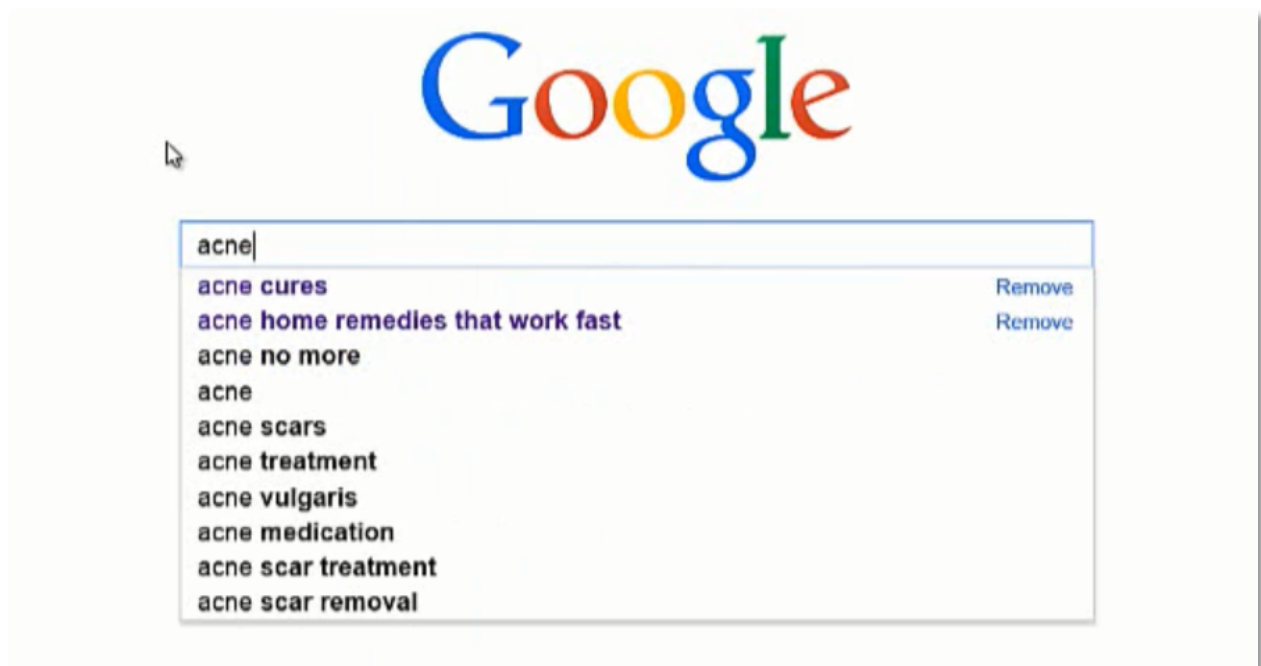 Google
acne
acne cures Remove
acne home remedies that work fast Remove
acne no more
acne
acne scars
acne treatment
acne vulgaris
acne medication
acne scar treatment
acne scar removal